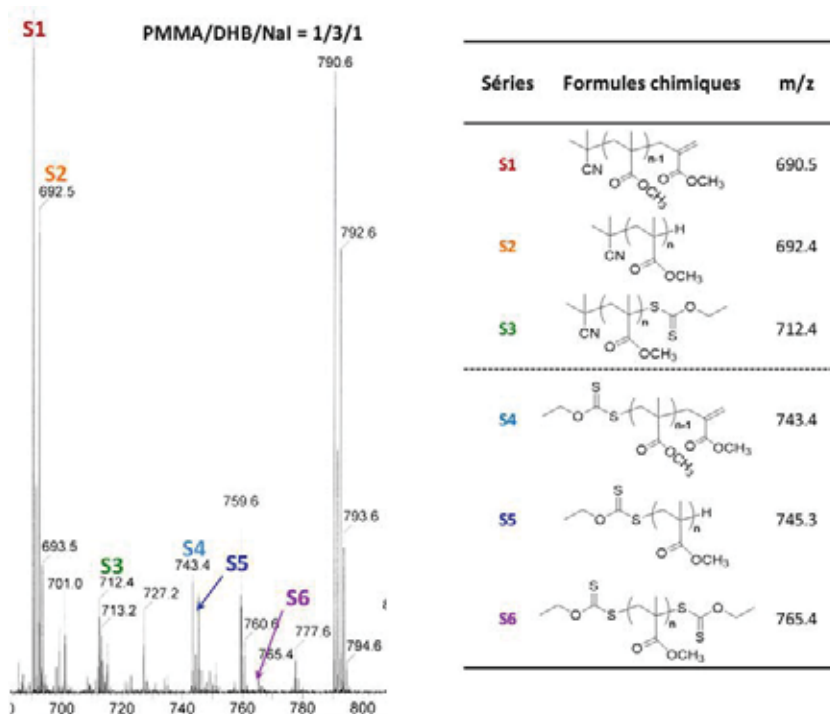 S1
PMMA/DHB/NaI = 1/3/1
790.6
S2
692.5
792.6
759.6
693.5
701.0
S3
712.4
713.2
727.2
S4
743.4
S5
S6
760.6
765.4
777.6
793.6
794.6
700 720 740 760 780 800
Séries Formules chimiques m/z
S1 CN n-1 O OCH3 O OCH3 690.5
S2 CN n H O OCH3 692.4
S3 CN n S O S O OCH3 712.4
S4 S O S n-1 O OCH3 O OCH3 743.4
S5 S O S n H O OCH3 745.3
S6 S O S n S O S O OCH3 765.4